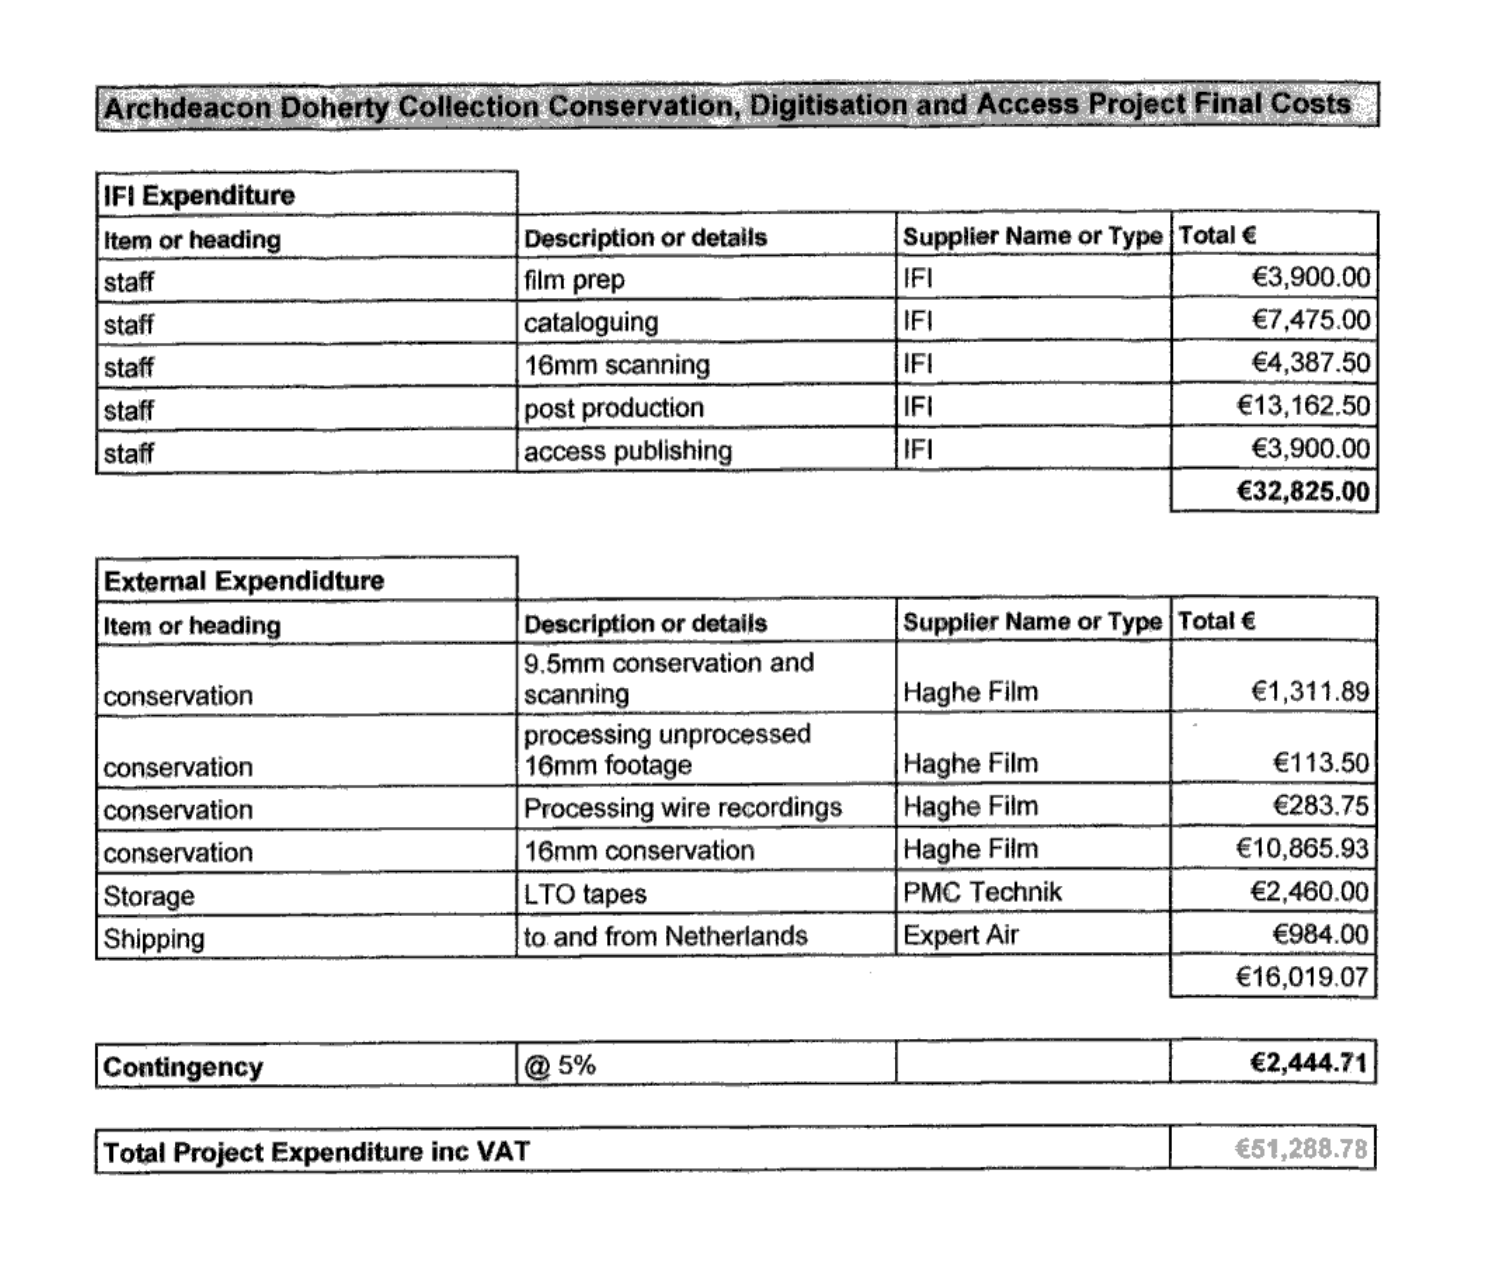 Archdeacon Doherty Collection Conservation, Digitisation and Access Project Final Costs
IFI Expenditure
Item or heading Description or details Supplier Name or Type Total €
staff film prep IFI €3,900.00
staff cataloguing IFI €7,475.00
staff 16mm scanning IFI €4,387.50
staff post production IFI €13,162.50
staff access publishing IFI €3,900.00
€32,825.00
External Expendidture
Item or heading Description or details Supplier Name or Type Total €
9.5mm conservation and
conservation scanning Haghe Film €1,311.89
processing unprocessed
conservation 16mm footage Haghe Film €113.50
conservation Processing wire recordings Haghe Film €283.75
conservation 16mm conservation Haghe Film €10,865.93
Storage LTO tapes PMC Technik €2,460.00
Shipping to and from Netherlands Expert Air €984.00
€16,019.07
Contingency @ 5% €2,444.71
Total Project Expenditure inc VAT €51,288.78